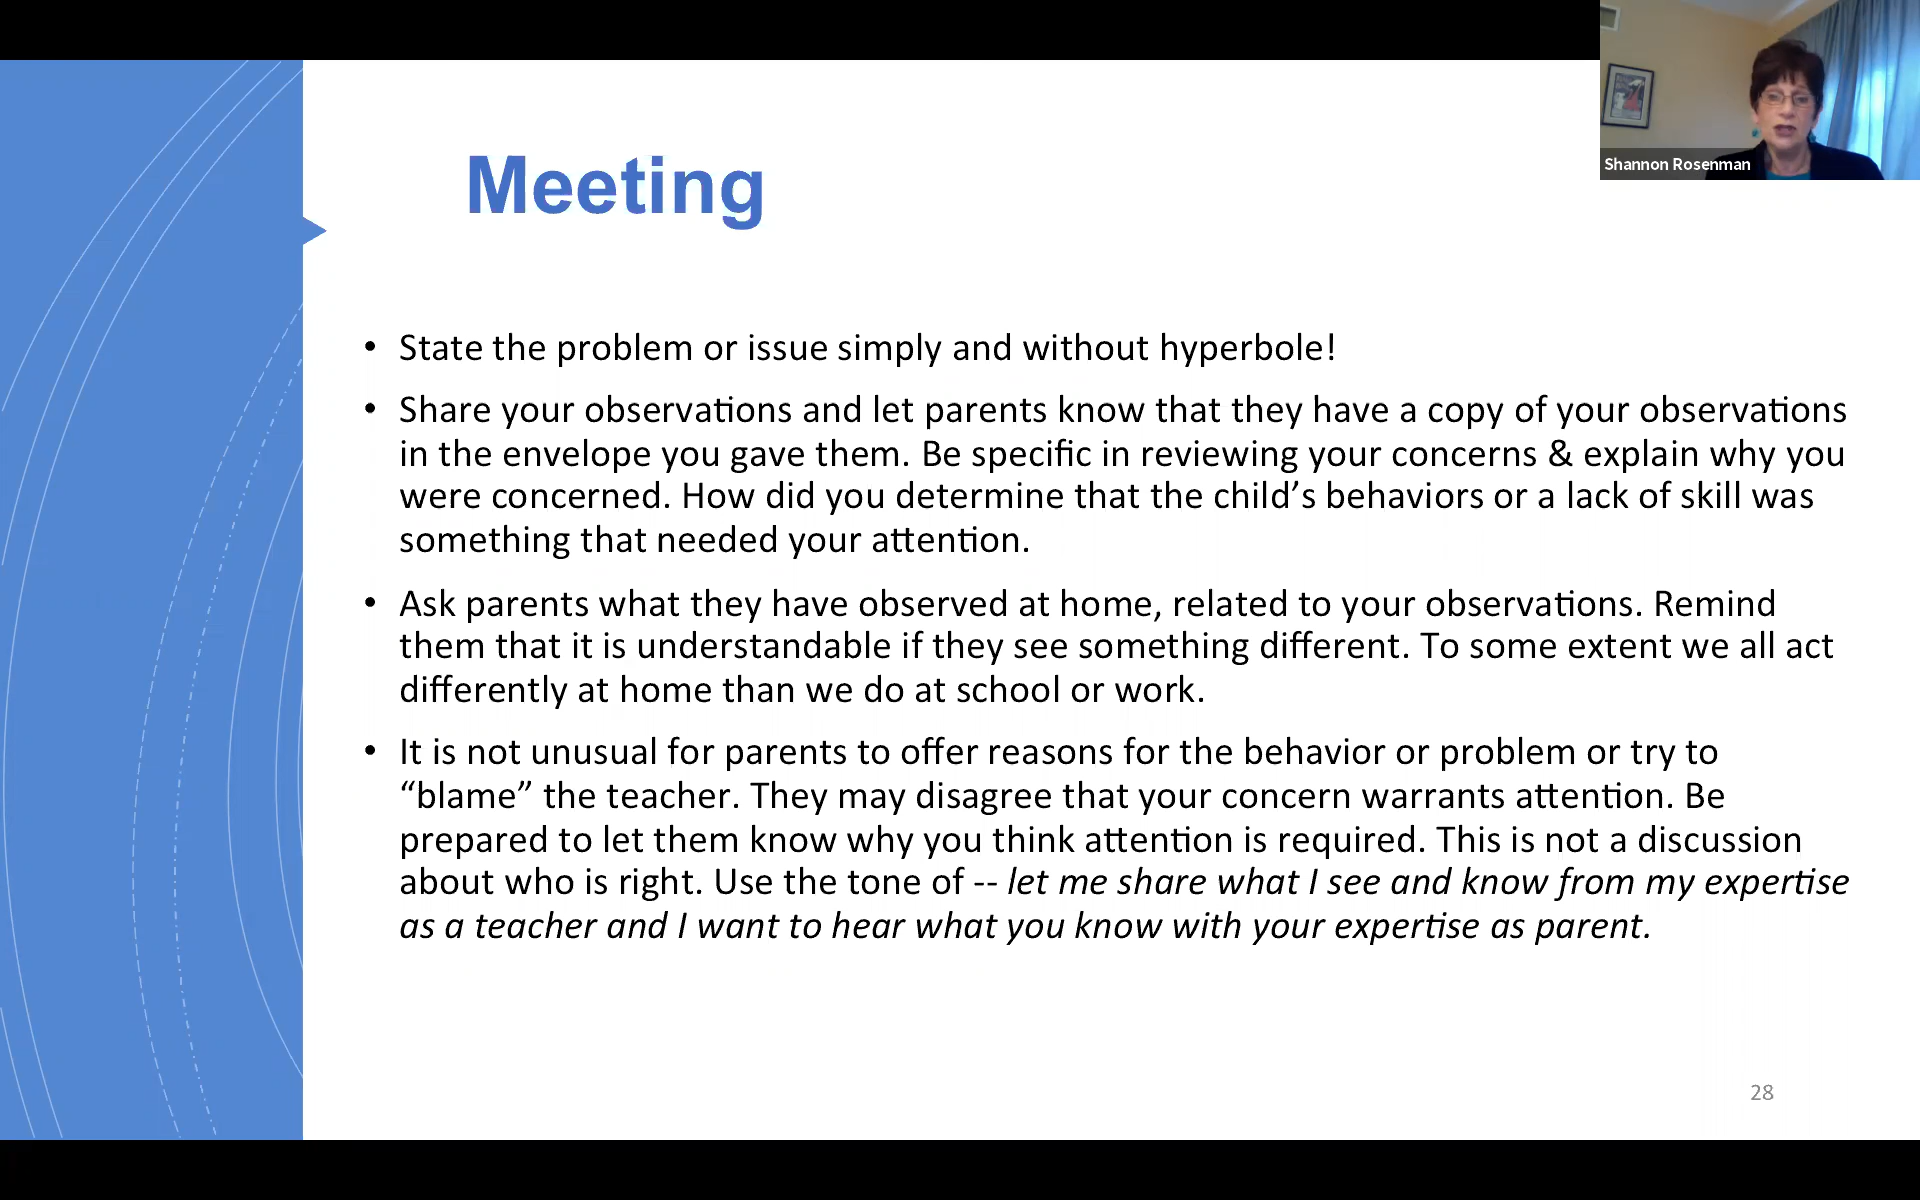 Shannon Rosenman
Meeting
• State the problem or issue simply and without hyperbole!
• Share your observations and let parents know that they have a copy of your observations
in the envelope you gave them. Be specific in reviewing your concerns & explain why you
were concerned. How did you determine that the child’s behaviors or a lack of skill was
something that needed your attention.
• Ask parents what they have observed at home, related to your observations. Remind
them that it is understandable if they see something different. To some extent we all act
differently at home than we do at school or work.
• It is not unusual for parents to offer reasons for the behavior or problem or try to
“blame” the teacher. They may disagree that your concern warrants attention. Be
prepared to let them know why you think attention is required. This is not a discussion
about who is right. Use the tone of -- let me share what I see and know from my expertise
as a teacher and I want to hear what you know with your expertise as parent.
28